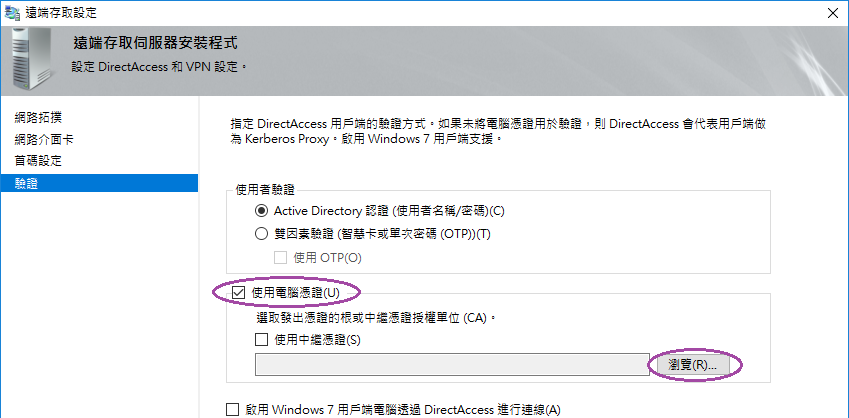 遠端存取設定
遠端存取伺服器安裝程式
設定 DirectAccess 和 VPN 設定。
網路拓撲
網路介面卡
首碼設定
驗證
指定 DirectAccess 用戶端的驗證方式。如果未將電腦憑證用於驗證，則 DirectAccess 會代表用戶端做
為 Kerberos Proxy。啟用 Windows 7 用戶端支援。
使用者驗證
Active Directory 認證 (使用者名稱/密碼)(C)
雙因素驗證 (智慧卡或單次密碼 (OTP))(T)
使用 OTP(O)
使用電腦憑證(U)
選取發出憑證的根或中繼憑證授權單位 (CA)。
使用中繼憑證(S)
瀏覽(R)...
啟用 Windows 7 用戶端電腦透過 DirectAccess 進行連線(A)